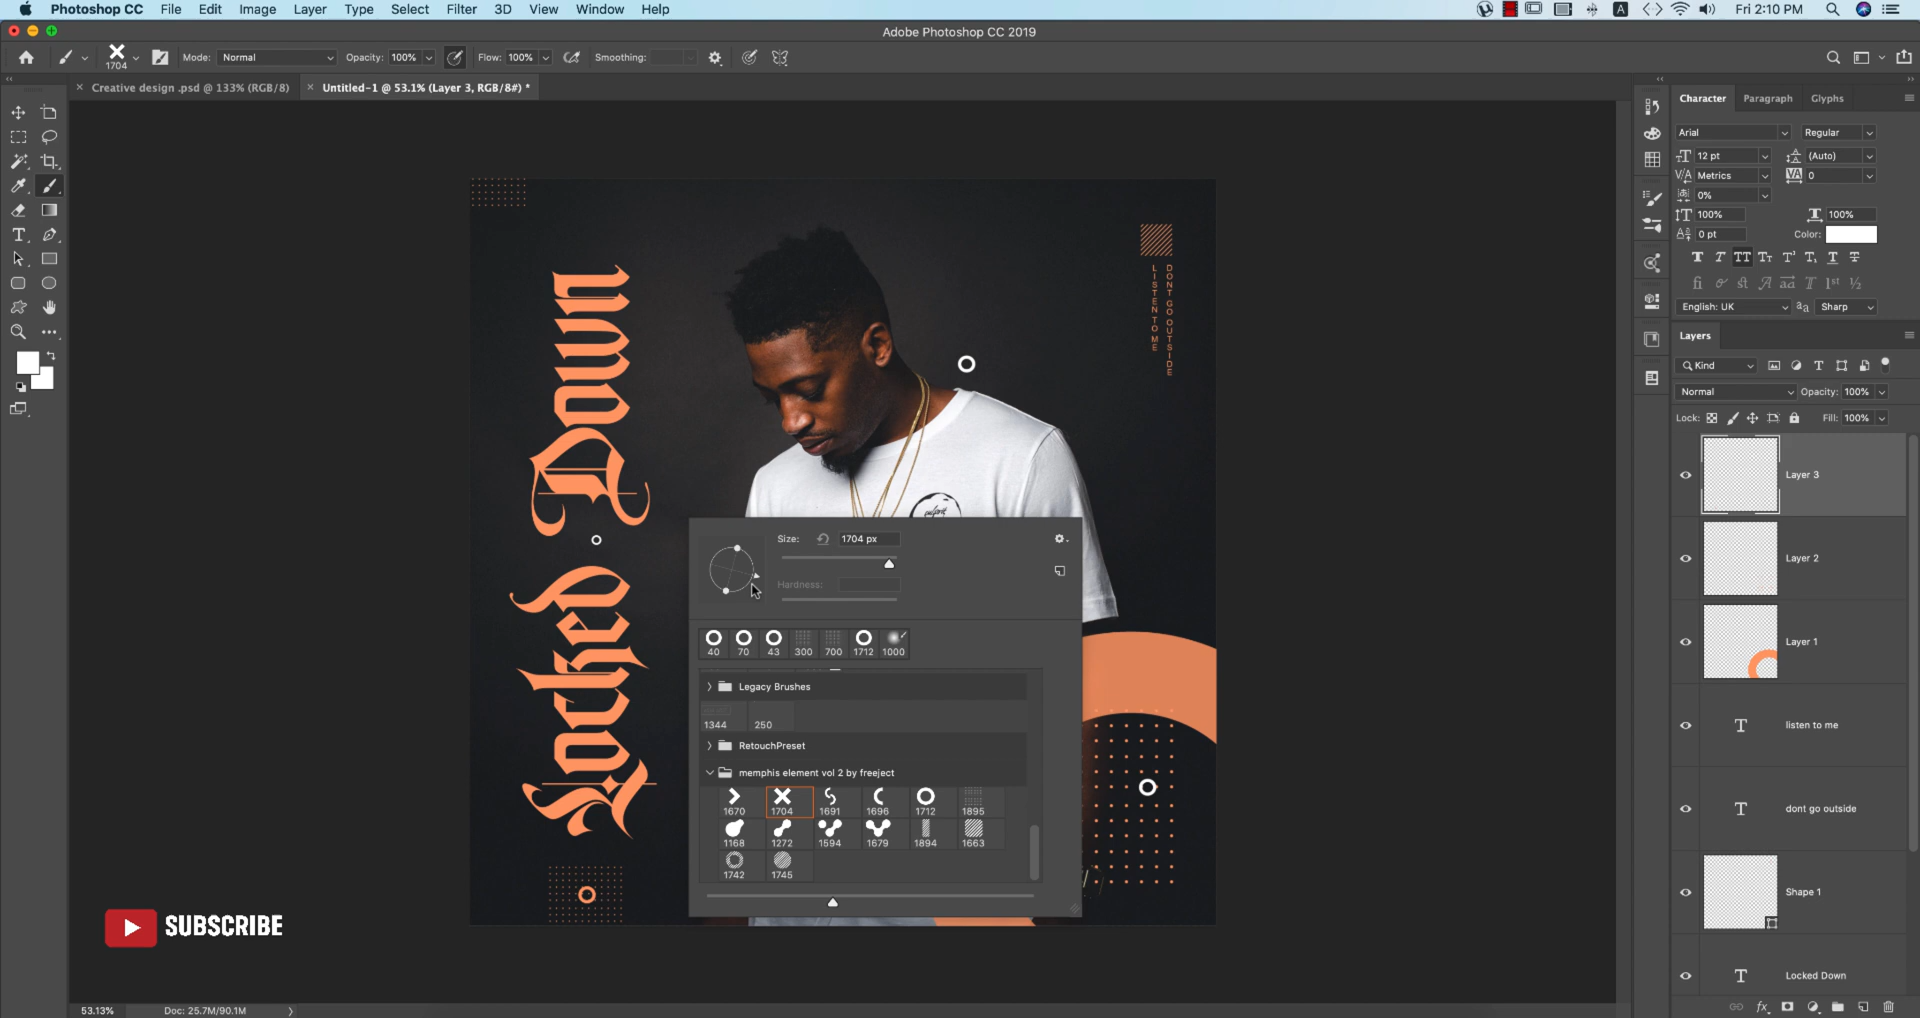 Photoshop CC File Edit Image Layer Type Select Filter 3D View Window Help
A Fri 2:10 PM
Adobe Photoshop CC 2019
1704 Mode: Normal Opacity: 100% Flow: 100% Smoothing:
Creative design .psd @ 133% (RGB/8)
Untitled-1 @ 53.1% (Layer 3, RGB/8#) *
Locked Down
LISTEN TO ME
DONT GO OUTSIDE
Size: 1704 px
Hardness:
40 70 43 300 700 1712 1000
Legacy Brushes
1344 250
RetouchPreset
memphis element vol 2 by freeject
1670 1704 1691 1696 1712 1895
1168 1272 1594 1679 1894 1663
1742 1745
SUBSCRIBE
53.13% Doc: 25.7M/90.1M
Character Paragraph Glyphs
Arial Regular
12 pt (Auto)
Metrics 0
0%
100% 100%
0 pt Color:
English: UK Sharp
Layers
Kind
Normal Opacity: 100%
Lock: Fill: 100%
Layer 3
Layer 2
Layer 1
listen to me
dont go outside
Shape 1
Locked Down